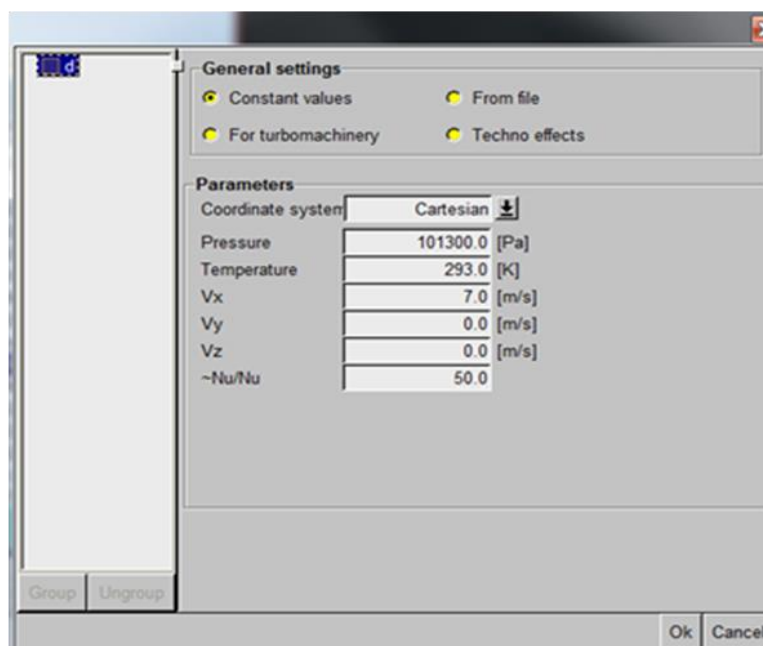 d
General settings
Constant values From file
For turbomachinery Techno effects
Parameters
Coordinate system Cartesian
Pressure 101300.0 [Pa]
Temperature 293.0 [K]
Vx 7.0 [m/s]
Vy 0.0 [m/s]
Vz 0.0 [m/s]
~Nu/Nu 50.0
Group Ungroup
Ok Cancel